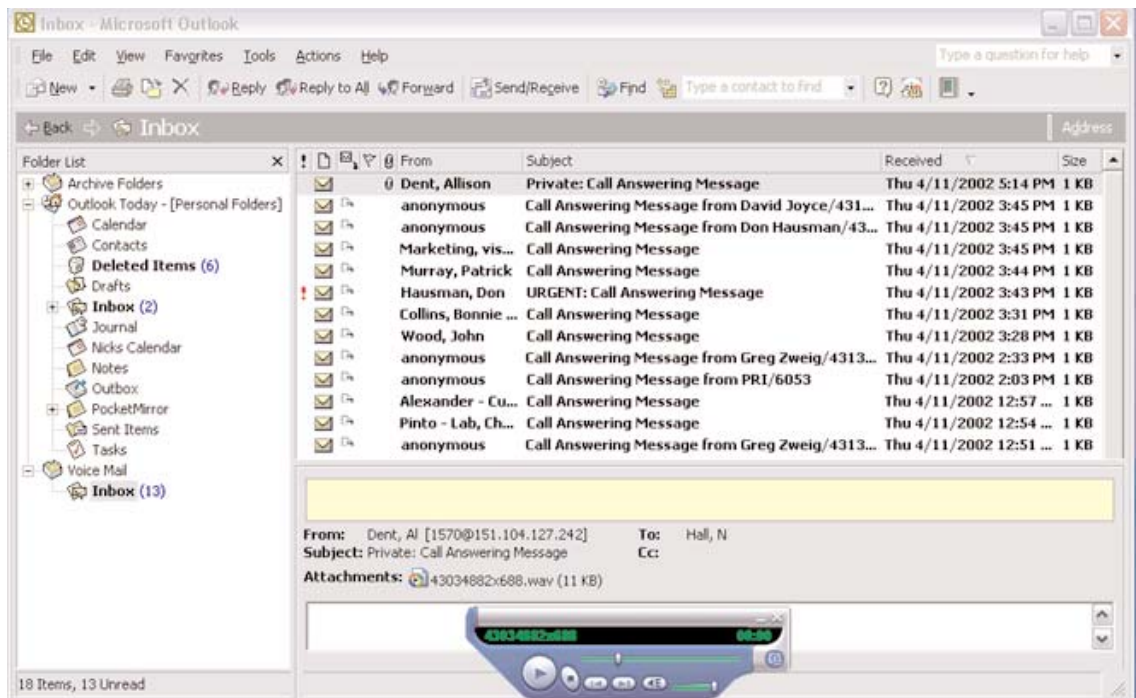 Inbox - Microsoft Outlook
File Edit View Favorites Tools Actions Help
Type a question for help
New Reply Reply to All Forward Send/Receive Find Type a contact to find
Back Inbox Address
Folder List
Archive Folders
Outlook Today - [Personal Folders]
Calendar
Contacts
Deleted Items (6)
Drafts
Inbox (2)
Journal
Nicks Calendar
Notes
Outbox
PocketMirror
Sent Items
Tasks
Voice Mail
Inbox (13)
! From Subject Received Size
Dent, Allison Private: Call Answering Message Thu 4/11/2002 5:14 PM 1 KB
anonymous Call Answering Message from David Joyce/431... Thu 4/11/2002 3:45 PM 1 KB
anonymous Call Answering Message from Don Hausman/43... Thu 4/11/2002 3:45 PM 1 KB
Marketing, vis... Call Answering Message Thu 4/11/2002 3:45 PM 1 KB
Murray, Patrick Call Answering Message Thu 4/11/2002 3:44 PM 1 KB
! Hausman, Don URGENT: Call Answering Message Thu 4/11/2002 3:43 PM 1 KB
Collins, Bonnie ... Call Answering Message Thu 4/11/2002 3:31 PM 1 KB
Wood, John Call Answering Message Thu 4/11/2002 3:28 PM 1 KB
anonymous Call Answering Message from Greg Zweig/4313... Thu 4/11/2002 2:33 PM 1 KB
anonymous Call Answering Message from PRI/6053 Thu 4/11/2002 2:03 PM 1 KB
Alexander - Cu... Call Answering Message Thu 4/11/2002 12:57 ... 1 KB
Pinto - Lab, Ch... Call Answering Message Thu 4/11/2002 12:54 ... 1 KB
anonymous Call Answering Message from Greg Zweig/4313... Thu 4/11/2002 12:51 ... 1 KB
From: Dent, Al [1570@151.104.127.242] To: Hall, N
Subject: Private: Call Answering Message Cc:
Attachments: 43034882x688.wav (11 KB)
43034882x688 00:00
18 Items, 13 Unread